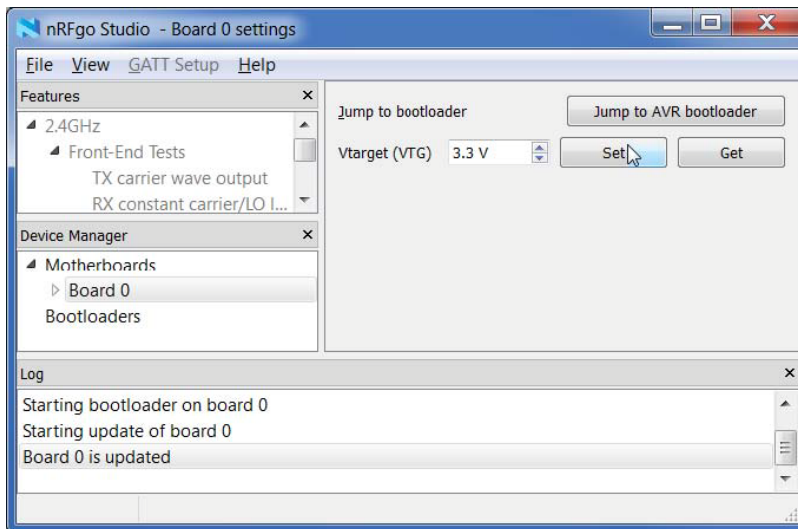 nRFgo Studio - Board 0 settings
File View GATT Setup Help
Features
2.4GHz
Front-End Tests
TX carrier wave output
RX constant carrier/LO l...
Jump to bootloader
Jump to AVR bootloader
Vtarget (VTG) 3.3 V Set Get
Device Manager
Motherboards
Board 0
Bootloaders
Log
Starting bootloader on board 0
Starting update of board 0
Board 0 is updated